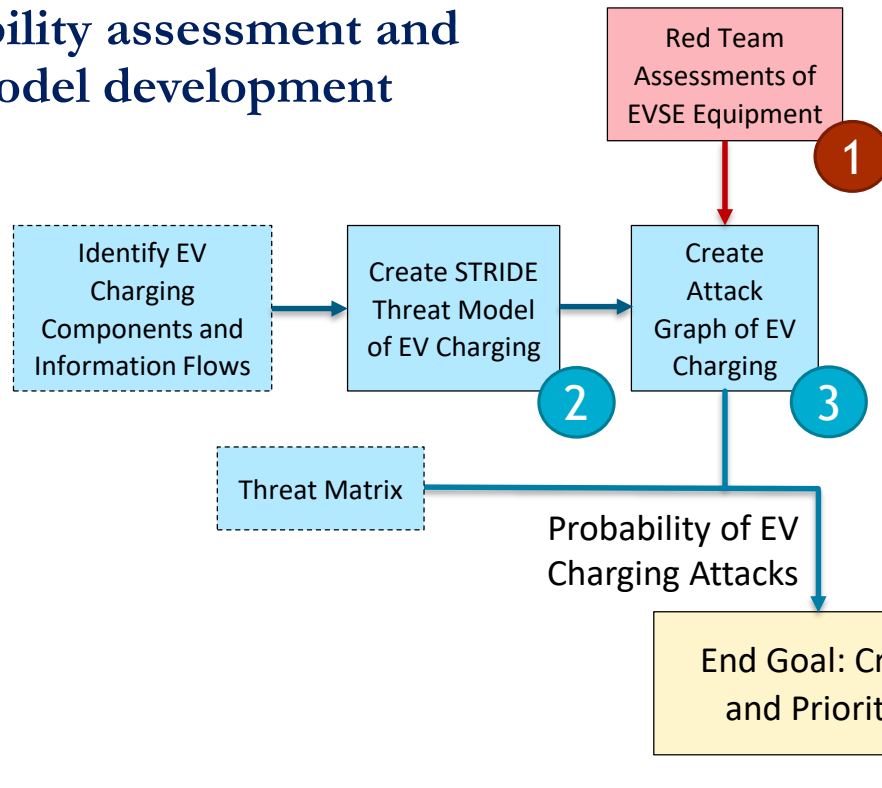 bility assessment and
odel development
Red Team
Assessments of
EVSE Equipment
1
Identify EV
Charging
Components and
Information Flows
Create STRIDE
Threat Model
of EV Charging
2
Create
Attack
Graph of EV
Charging
3
Threat Matrix
Probability of EV
Charging Attacks
End Goal: Cr
and Priorit